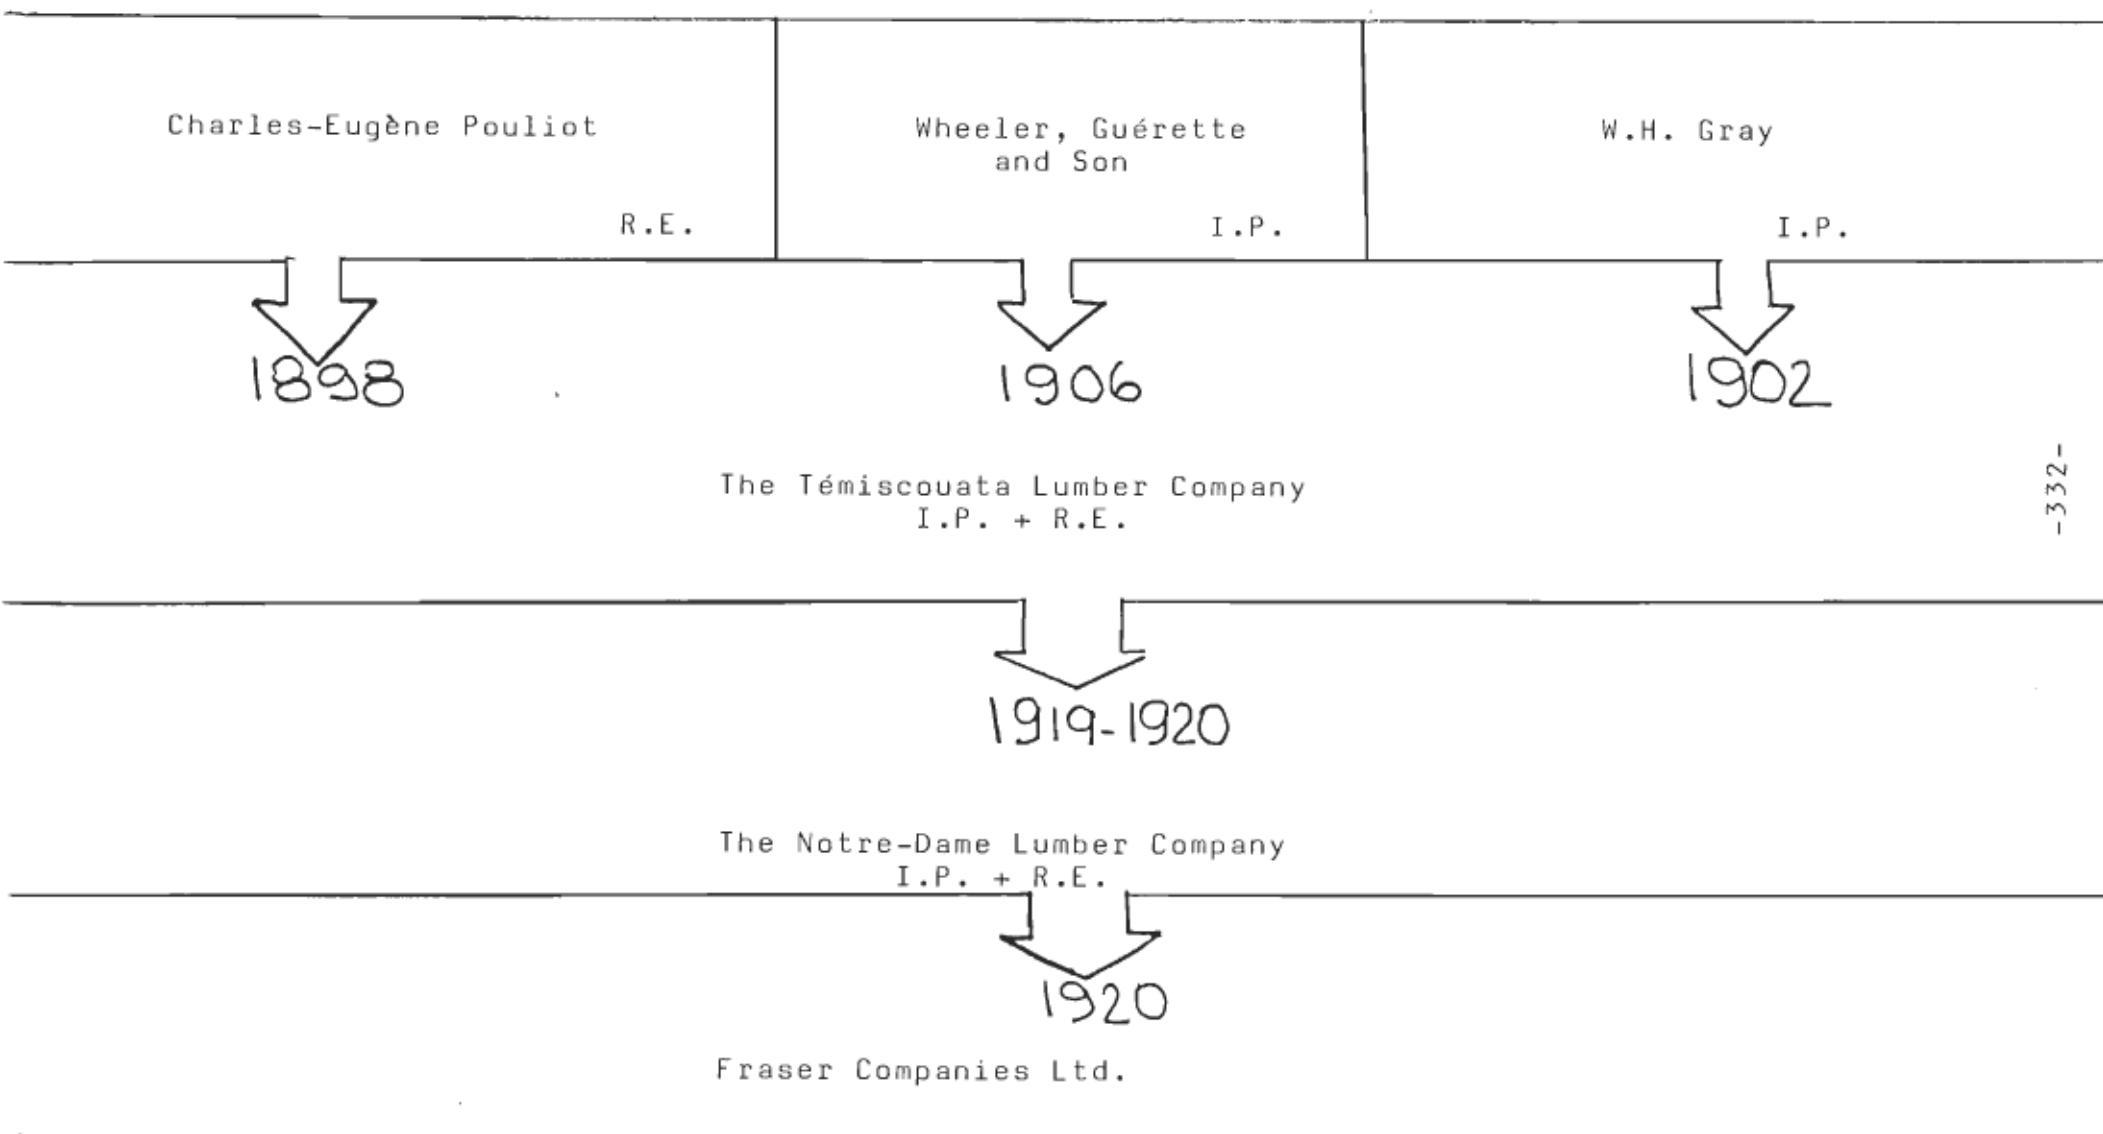 Charles-Eugène Pouliot
R.E.
Wheeler, Guérette
and Son
I.P.
W.H. Gray
I.P.
1898
1906
1902
The Témiscouata Lumber Company
I.P. + R.E.
-332-
1919-1920
The Notre-Dame Lumber Company
I.P. + R.E.
1920
Fraser Companies Ltd.